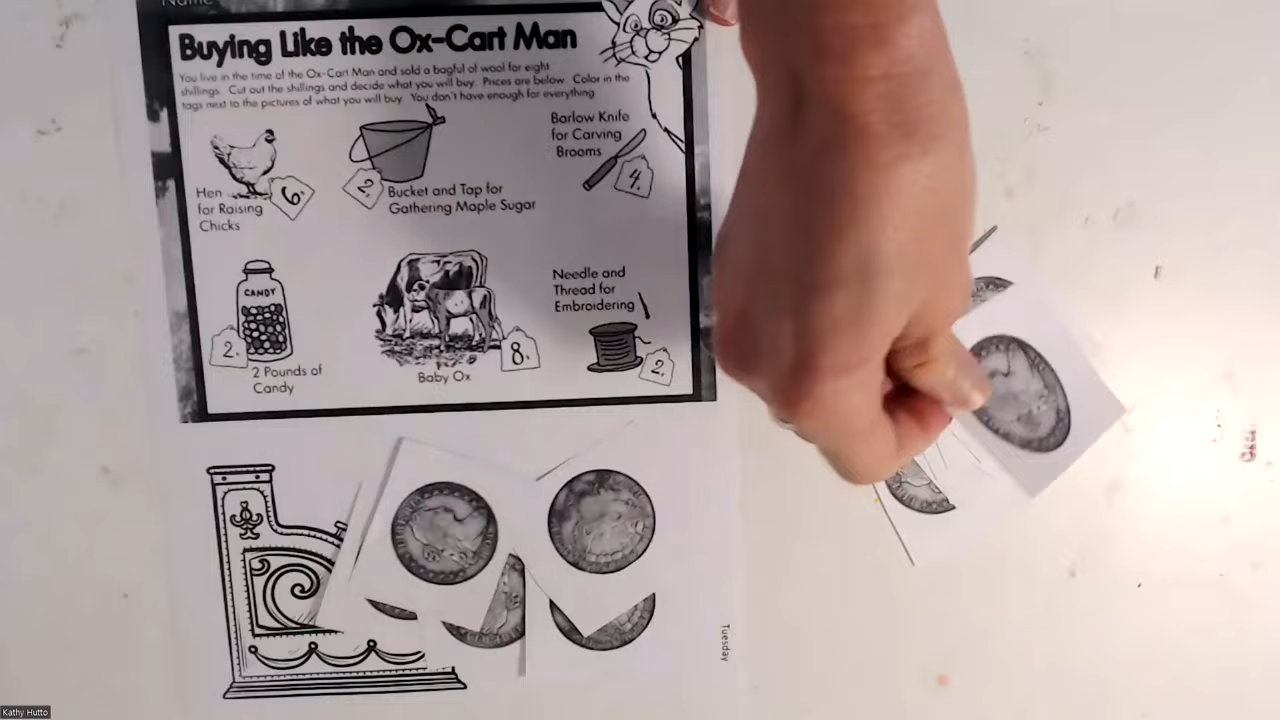 Name
Buying Like the Ox-Cart Man
You live in the time of the Ox-Cart Man and sold a bagful of wool for eight
shillings. Cut out the shillings and decide what you will buy. Prices are below. Color in the
tags next to the pictures of what you will buy. You don't have enough for everything.
Hen
for Raising
Chicks
6.
2.
Bucket and Tap for
Gathering Maple Sugar
Barlow Knife
for Carving
Brooms
4.
CANDY
2.
2 Pounds of
Candy
8.
Baby Ox
Needle and
Thread for
Embroidering
2.
Tuesday
Kathy Hutto